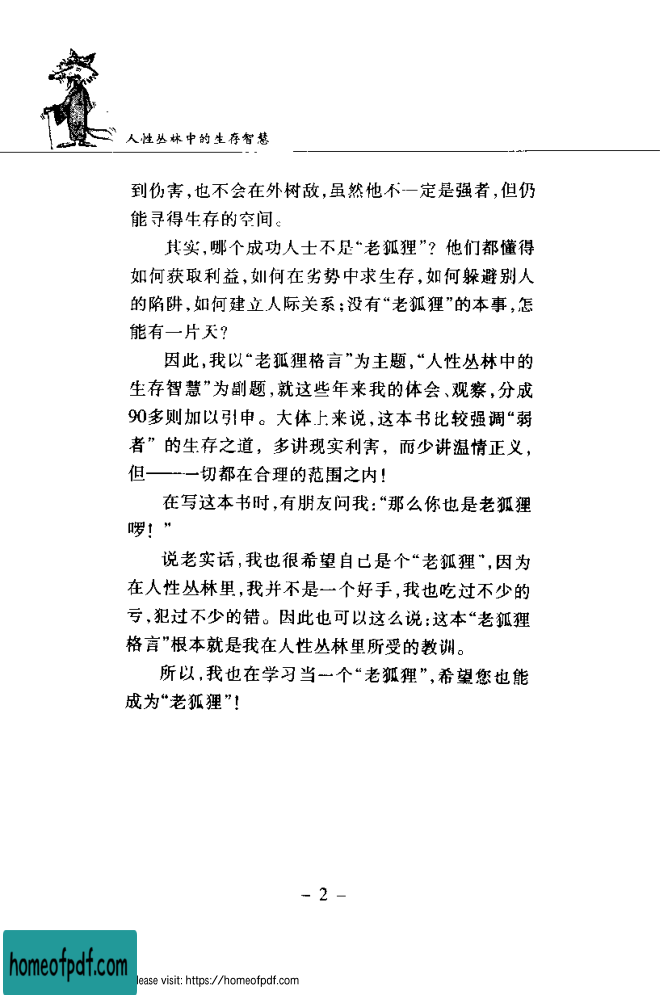 人性丛林中的生存智慧
到伤害,也不会在外树敌,虽然他不一定是强者,但仍
能寻得生存的空间。
其实,哪个成功人士不是“老狐狸”? 他们都懂得
如何获取利益,如何在劣势中求生存,如何躲避别人
的陷阱,如何建立人际关系;没有“老狐狸”的本事,怎
能有一片天?
因此,我以“老狐狸格言”为主题,“人性丛林中的
生存智慧”为副题,就这些年来我的体会、观察,分成
90多则加以引申。大体上来说,这本书比较强调“弱
者”的生存之道,多讲现实利害,而少讲温情正义,
但——一切都在合理的范围之内!
在写这本书时,有朋友问我:“那么你也是老狐狸
啰!”
说老实话,我也很希望自己是个“老狐狸”,因为
在人性丛林里,我并不是一个好手,我也吃过不少的
亏,犯过不少的错。因此也可以这么说:这本“老狐狸
格言”根本就是我在人性丛林里所受的教训。
所以,我也在学习当一个“老狐狸”,希望您也能
成为“老狐狸”!
– 2 –
homeofpdf.com
lease visit: https://homeofpdf.com